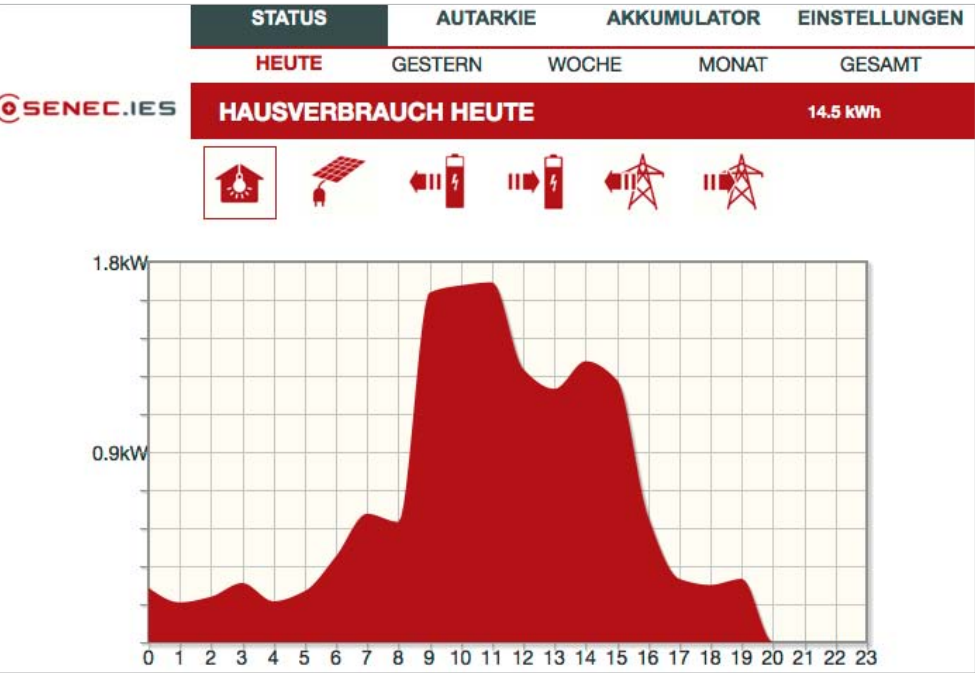 STATUS AUTARKIE AKKUMULATOR EINSTELLUNGEN
HEUTE GESTERN WOCHE MONAT GESAMT
SENEC.IES
HAUSVERBRAUCH HEUTE 14.5 kWh
1.8kW
0.9kW
0 1 2 3 4 5 6 7 8 9 10 11 12 13 14 15 16 17 18 19 20 21 22 23